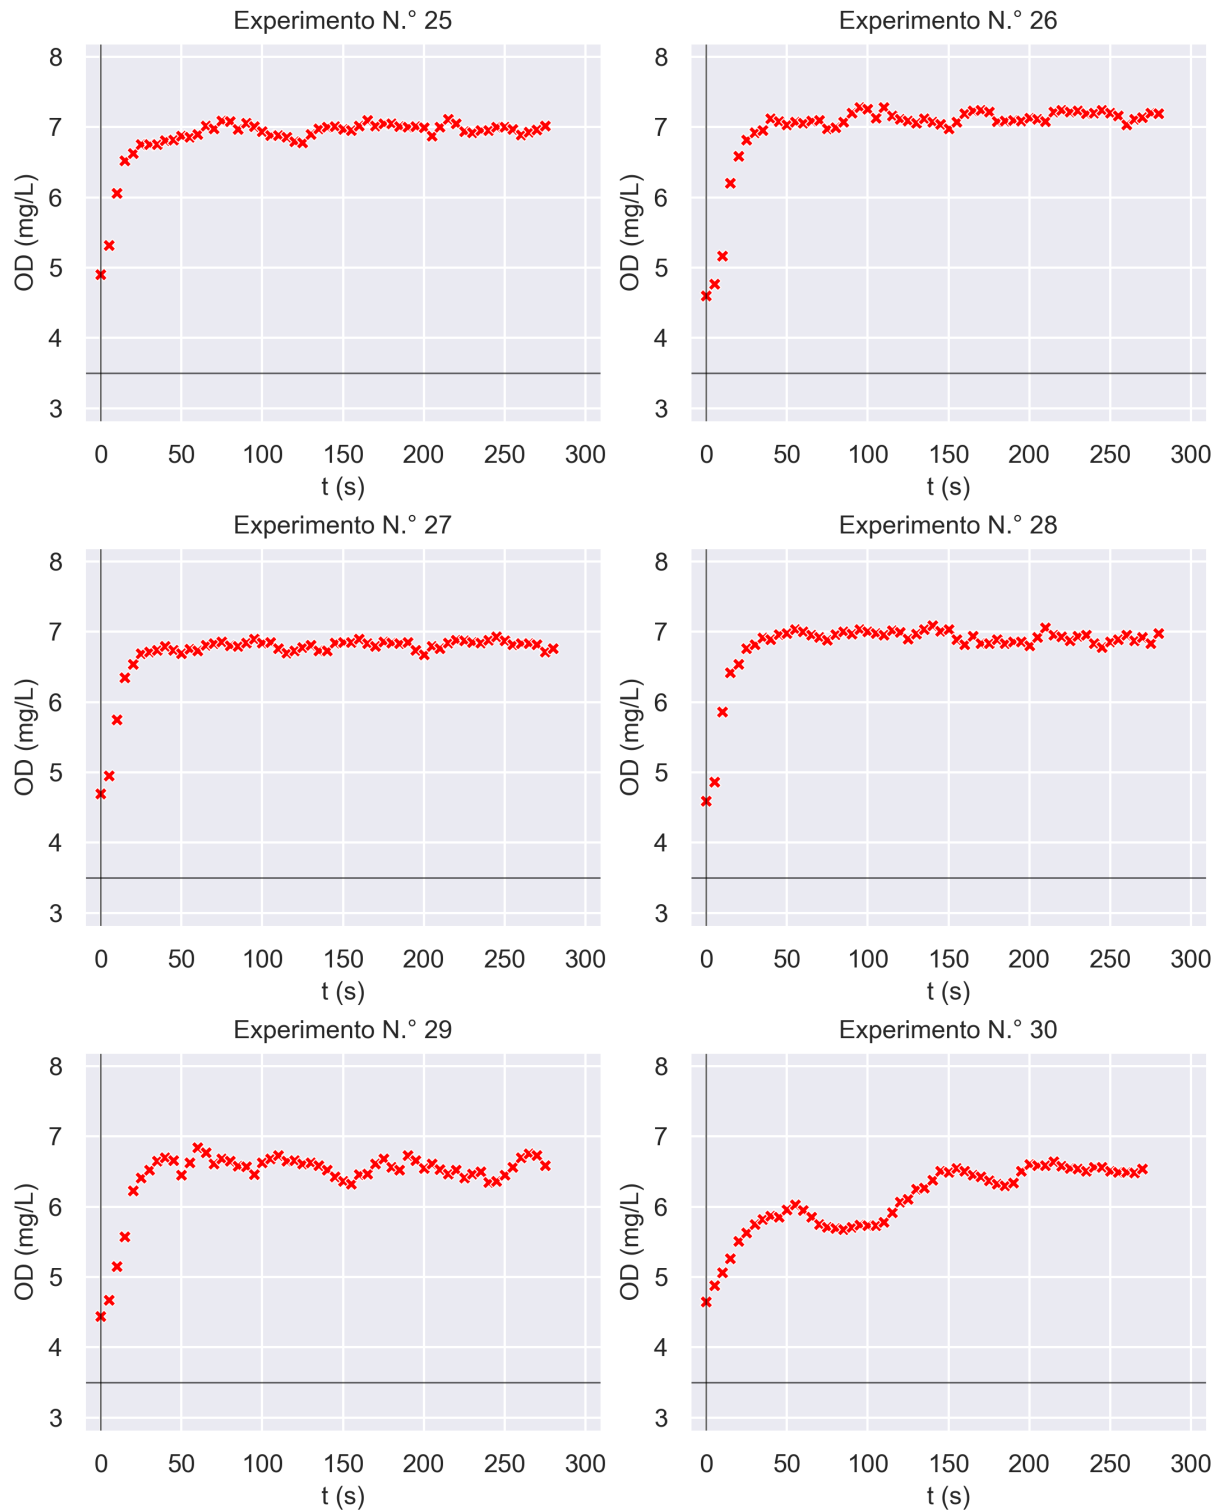 Experimento N.° 25
8
7
6
5
4
3
OD (mg/L)
0 50 100 150 200 250 300
t (s)
Experimento N.° 26
8
7
6
5
4
3
OD (mg/L)
0 50 100 150 200 250 300
t (s)
Experimento N.° 27
8
7
6
5
4
3
OD (mg/L)
0 50 100 150 200 250 300
t (s)
Experimento N.° 28
8
7
6
5
4
3
OD (mg/L)
0 50 100 150 200 250 300
t (s)
Experimento N.° 29
8
7
6
5
4
3
OD (mg/L)
0 50 100 150 200 250 300
t (s)
Experimento N.° 30
8
7
6
5
4
3
OD (mg/L)
0 50 100 150 200 250 300
t (s)